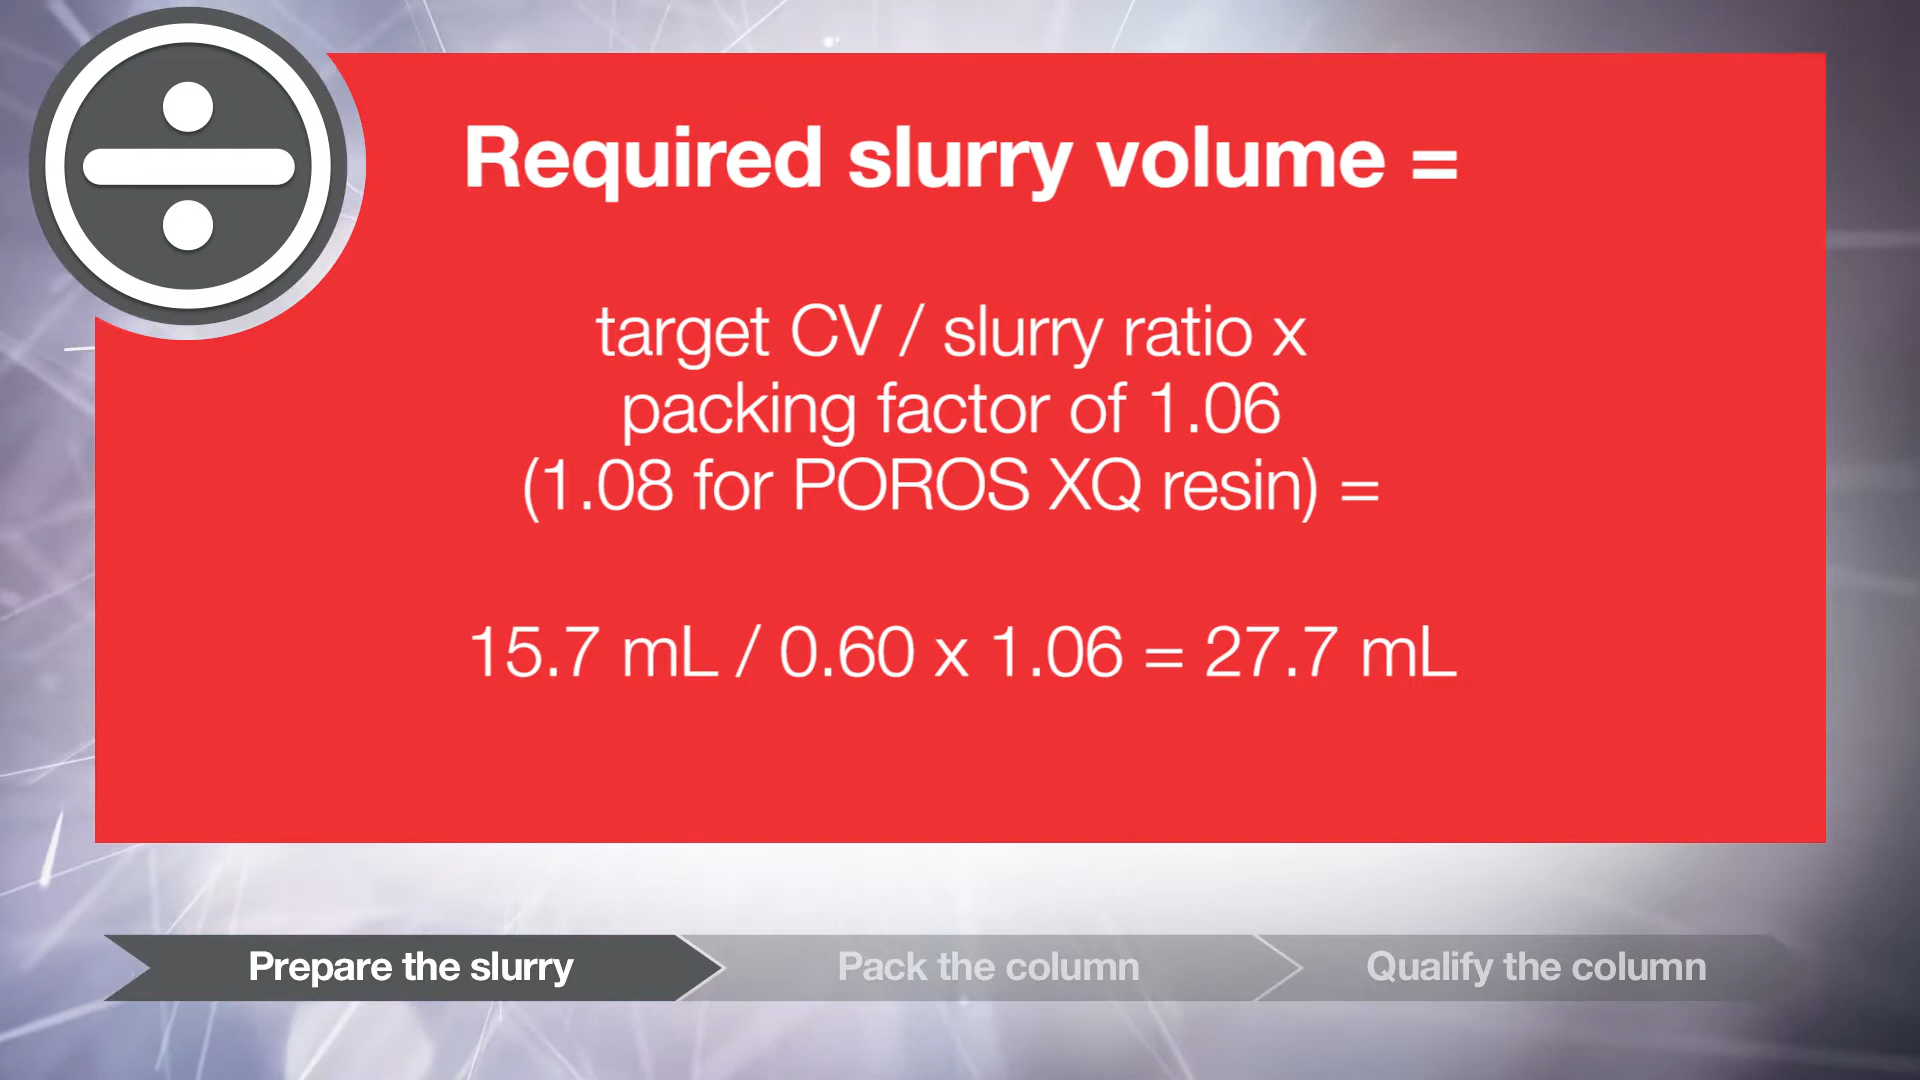 Required slurry volume =
target CV / slurry ratio x
packing factor of 1.06
(1.08 for POROS XQ resin) =
15.7 mL / 0.60 x 1.06 = 27.7 mL
Prepare the slurry
Pack the column
Qualify the column